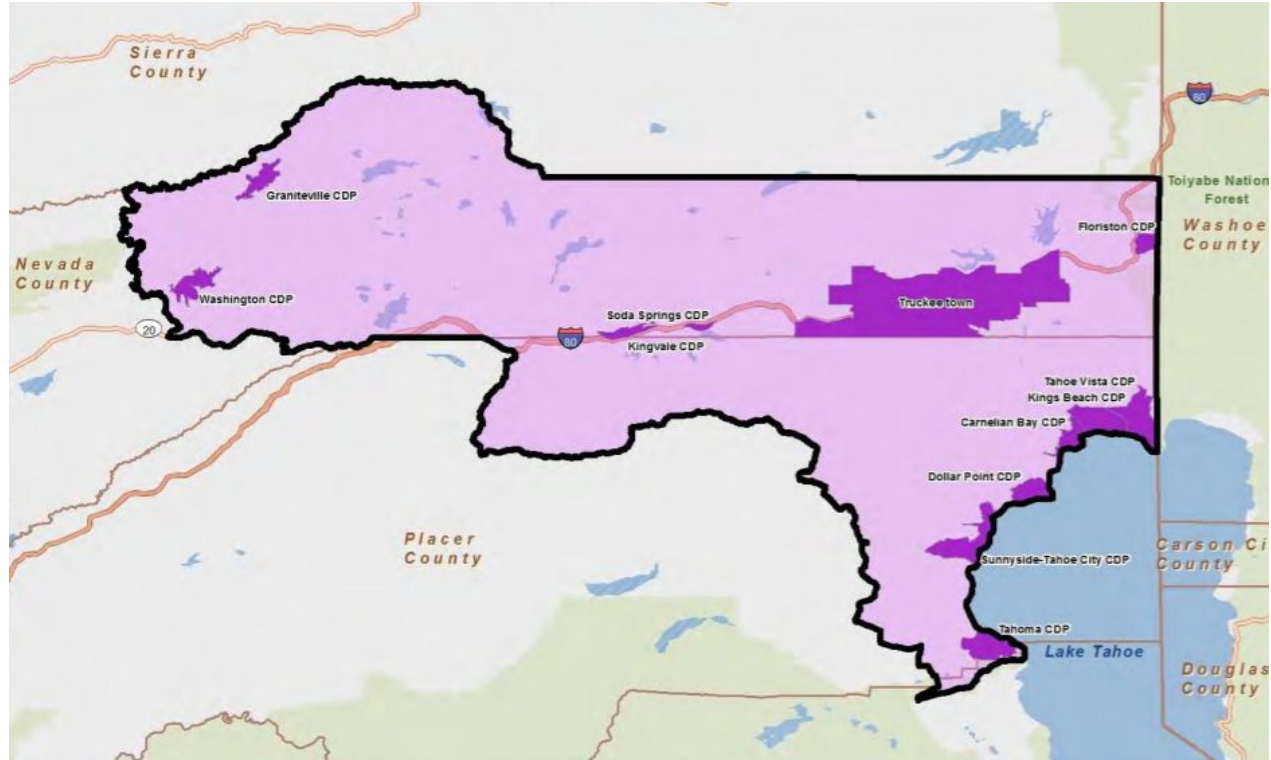 Sierra
County
80
Toiyabe Nation
Forest
Graniteville CDP
Floriston CDP
Washoe
County
Nevada
County
Washington CDP
Truckee town
Soda Springs CDP
20
80
Kingvale CDP
Tahoe Vista CDP
Kings Beach CDP
Carnelian Bay CDP
Dollar Point CDP
Placer
County
Carson Ci
County
Sunnyside-Tahoe City CDP
Tahoma CDP
Lake Tahoe
Douglas
County